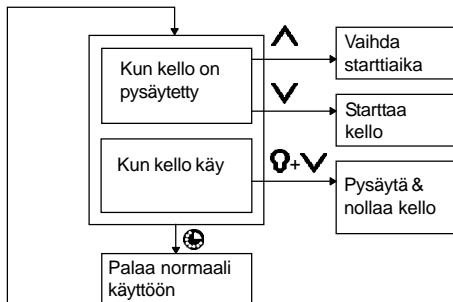 Kun kello on
pysäytetty
Vaihda
starttiaika
Starttaa
kello
Kun kello käy
+
Pysäytä &
nollaa kello
Palaa normaali
käyttöön